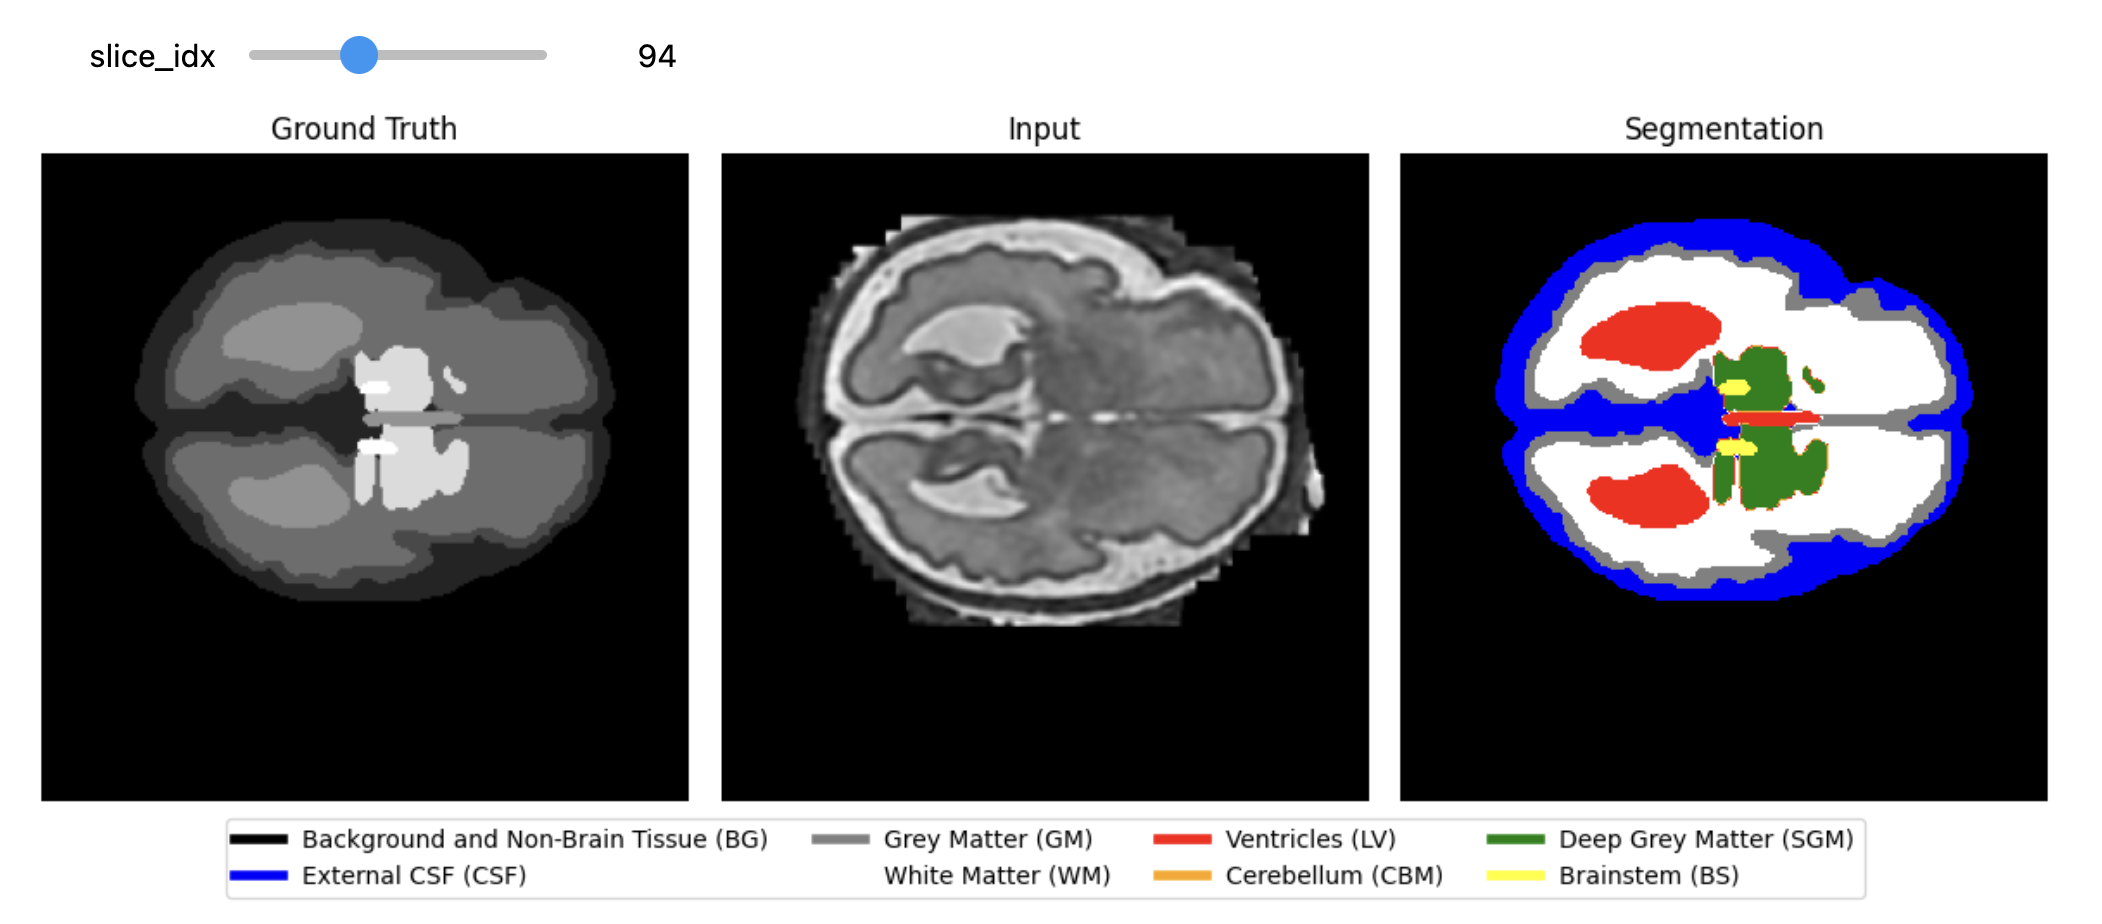 slice_idx 94
Ground Truth Input Segmentation
Background and Non-Brain Tissue (BG) Grey Matter (GM) Ventricles (LV) Deep Grey Matter (SGM)
External CSF (CSF) White Matter (WM) Cerebellum (CBM) Brainstem (BS)